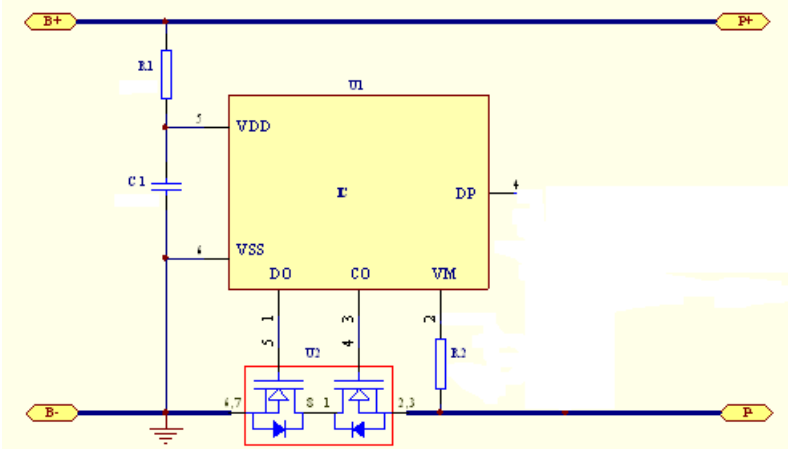 B+ P+
R1
U1
5 VDD
C1
IC
DP 4
6 VSS
DO CO VM
1 3 2
5 4
U2 R2
B- 6,7 8 1 2,3 P-